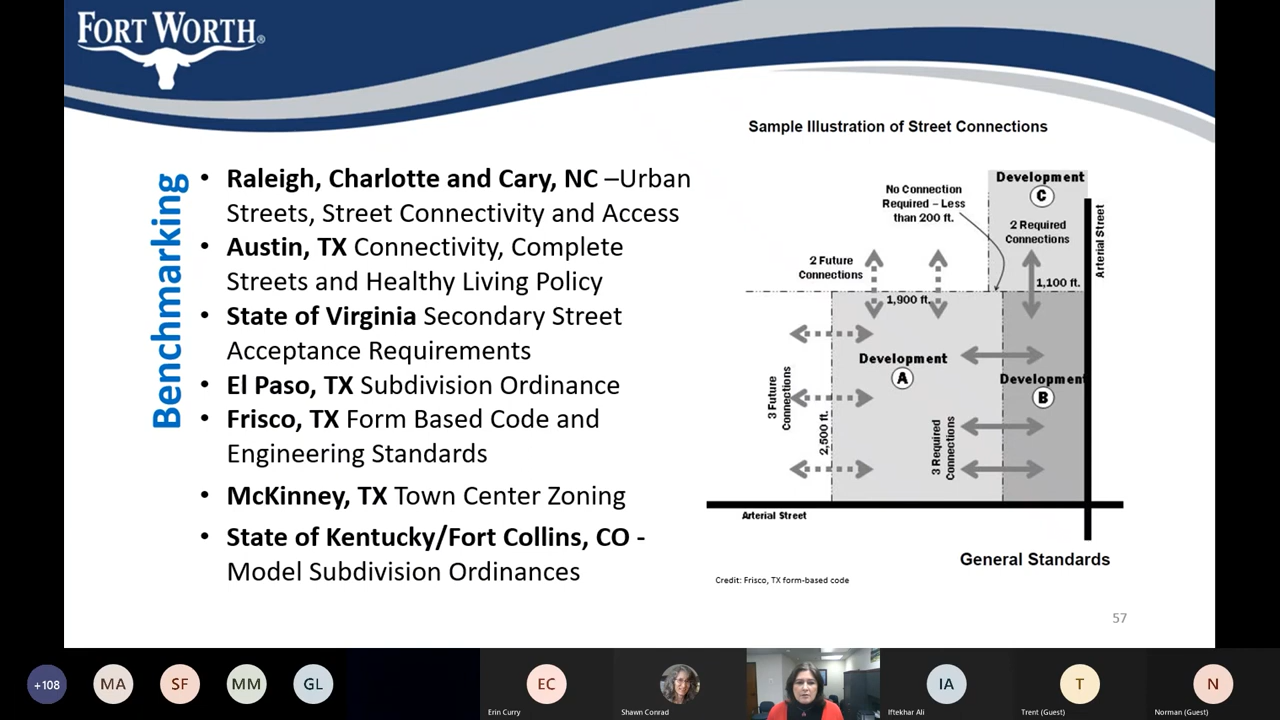 FORT WORTH®
Sample Illustration of Street Connections
Benchmarking
• Raleigh, Charlotte and Cary, NC –Urban
Streets, Street Connectivity and Access
• Austin, TX Connectivity, Complete
Streets and Healthy Living Policy
• State of Virginia Secondary Street
Acceptance Requirements
• El Paso, TX Subdivision Ordinance
• Frisco, TX Form Based Code and
Engineering Standards
• McKinney, TX Town Center Zoning
• State of Kentucky/Fort Collins, CO -
Model Subdivision Ordinances
Development
C
No Connection
Required – Less
than 200 ft.
2 Required
Connections
Arterial Street
2 Future
Connections
1,100 ft.
1,900 ft.
Development
A
Development
B
3 Future
Connections
2,500 ft.
3 Required
Connections
Arterial Street
General Standards
Credit: Frisco, TX form-based code
57
+108
MA
SF
MM
GL
EC
IA
T
N
Erin Curry
Shawn Conrad
Iftekhar Ali
Trent (Guest)
Norman (Guest)